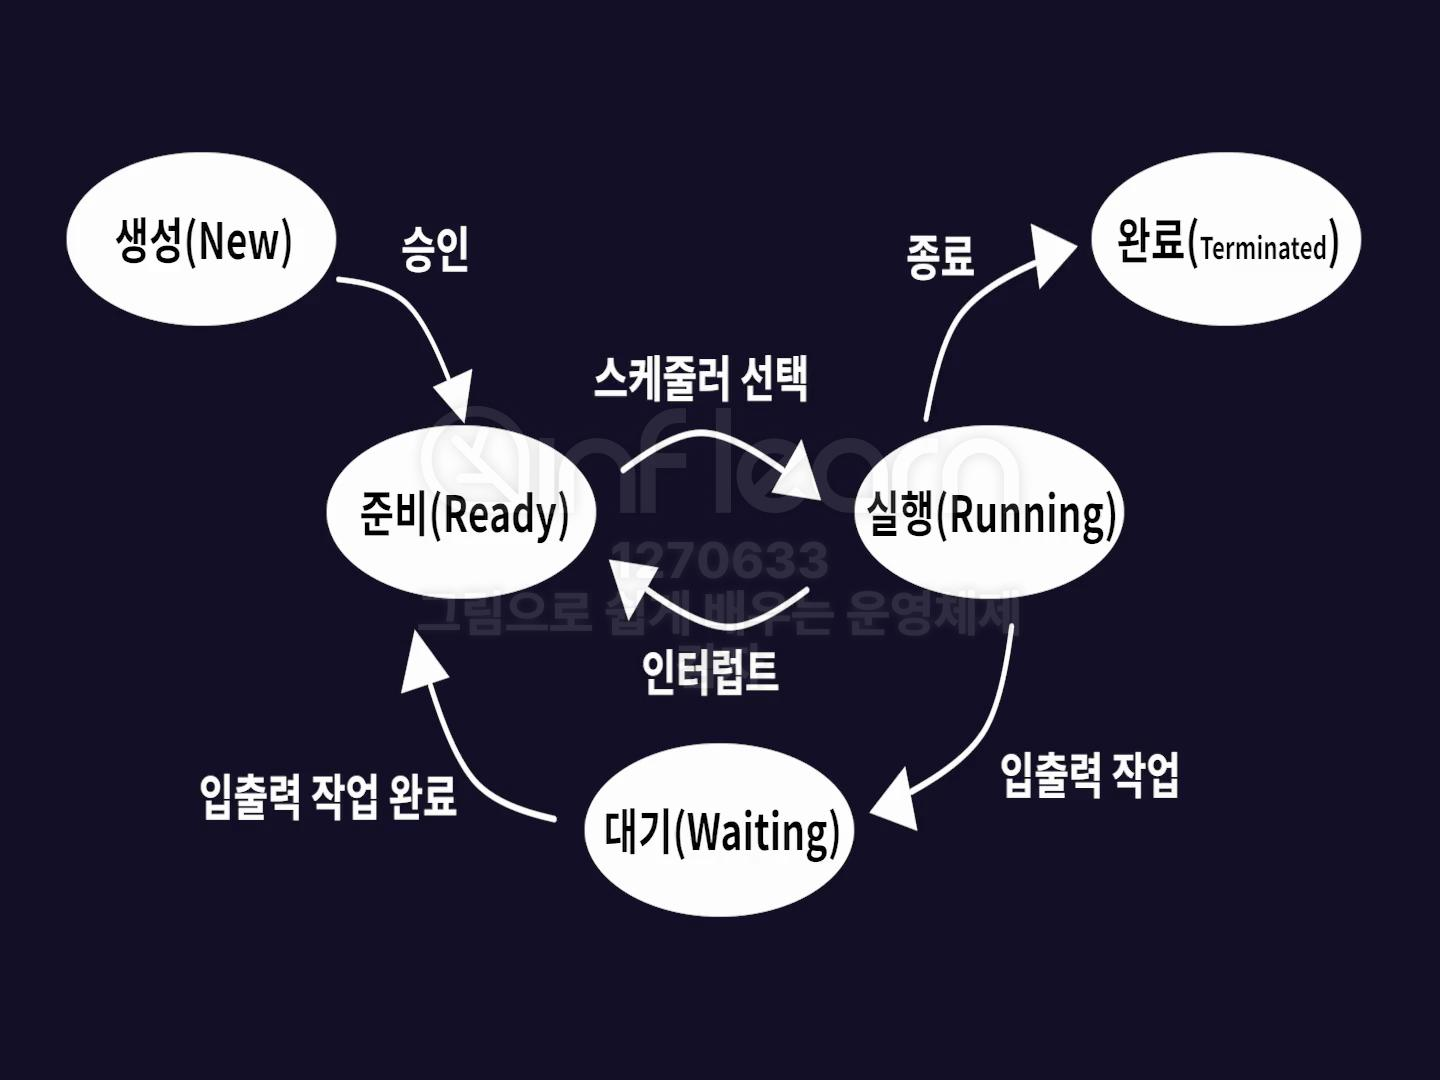 생성(New)
승인
종료
완료(Terminated)
스케줄러 선택
준비(Ready)
실행(Running)
inflearn
1270633
그림으로 쉽게 배우는 운영체제
인터럽트
입출력 작업
입출력 작업 완료
대기(Waiting)